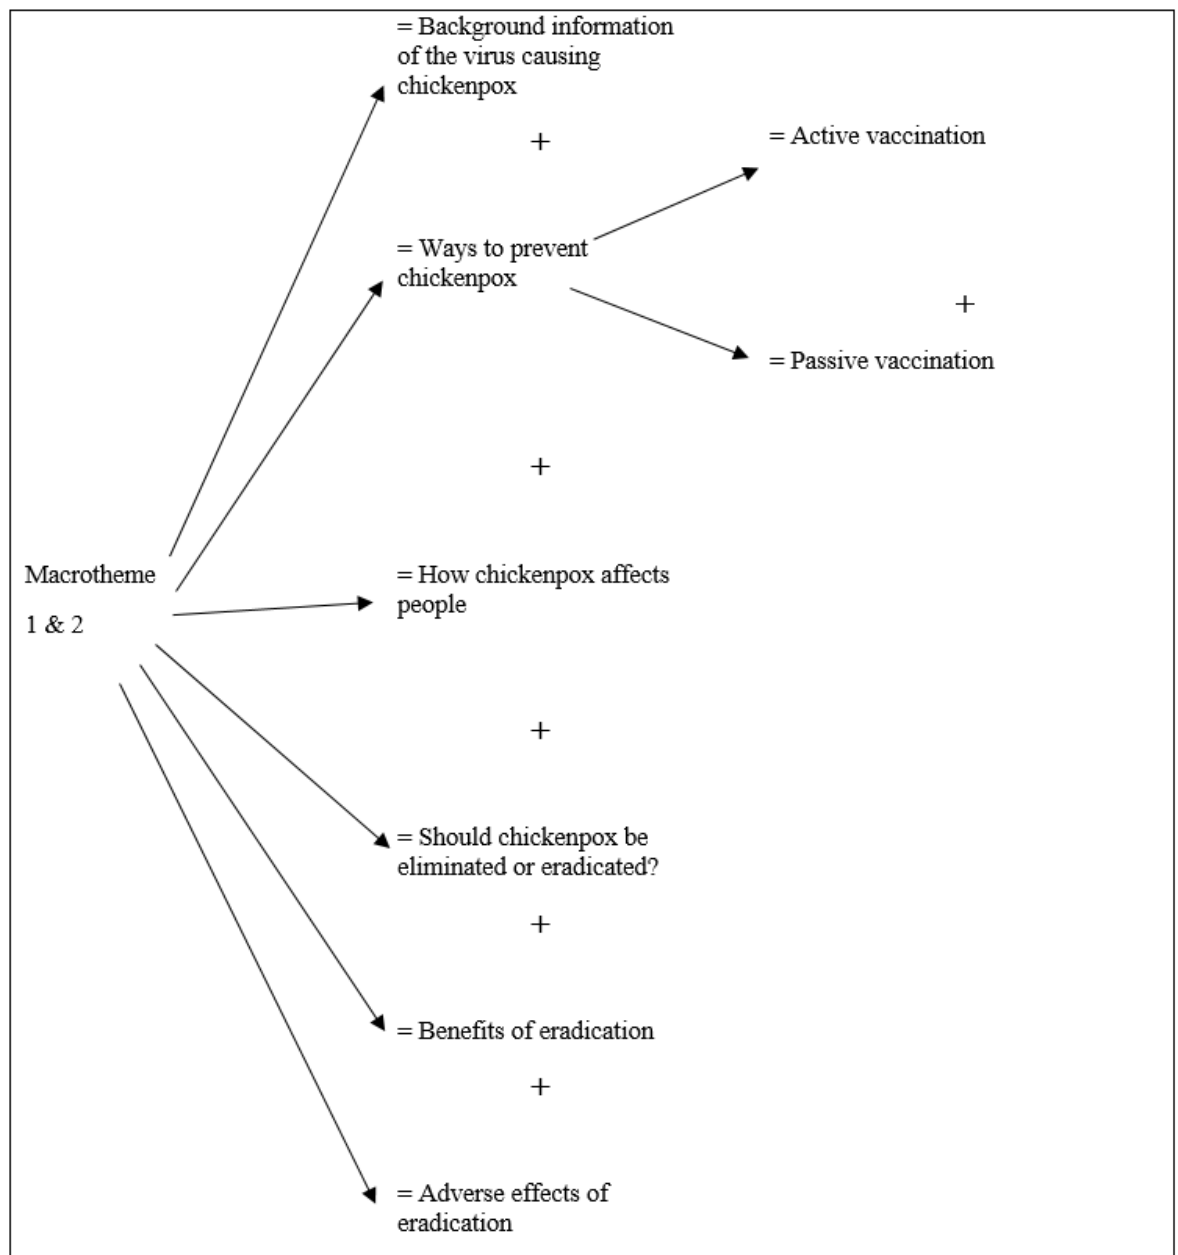 = Background information
of the virus causing
chickenpox
+
= Active vaccination
= Ways to prevent
chickenpox
+
= Passive vaccination
+
Macrotheme
1 & 2
= How chickenpox affects
people
+
= Should chickenpox be
eliminated or eradicated?
+
= Benefits of eradication
+
= Adverse effects of
eradication